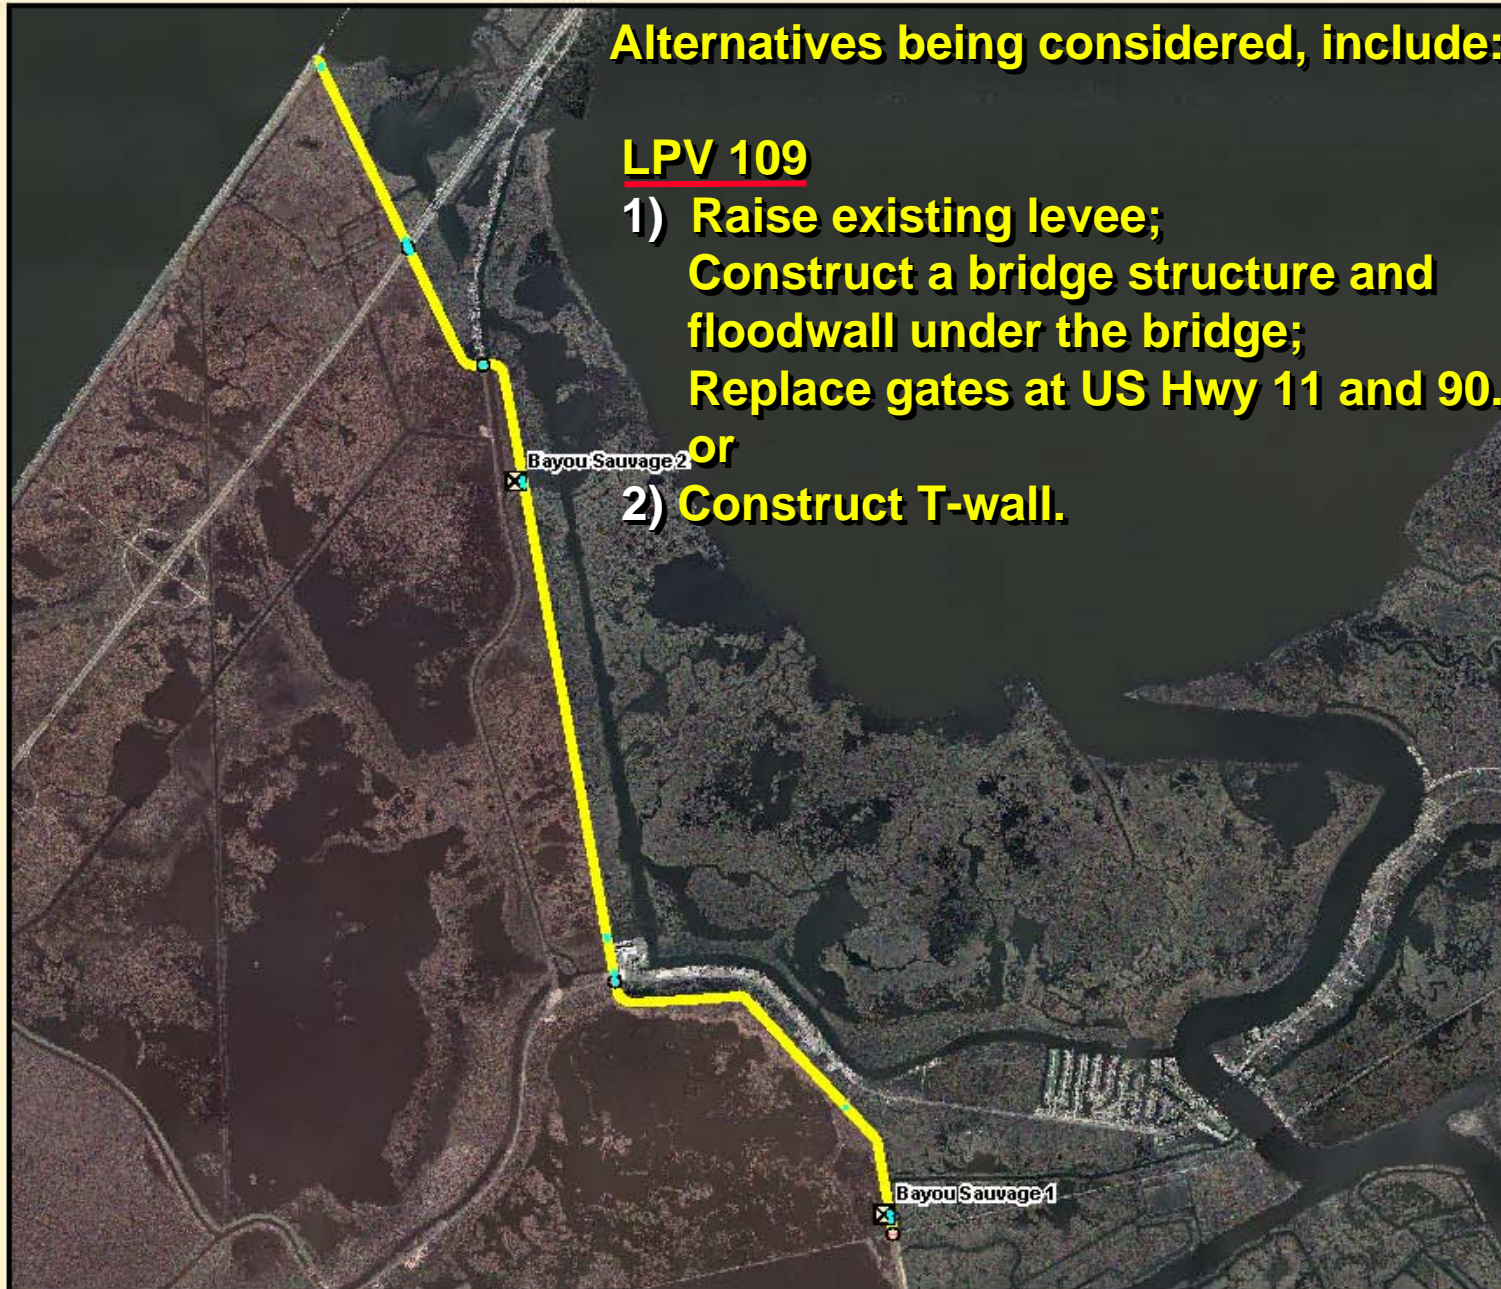 Alternatives being considered, include:
LPV 109
1) Raise existing levee;
Construct a bridge structure and
floodwall under the bridge;
Replace gates at US Hwy 11 and 90.
or
2) Construct T-wall.
Bayou Sauvage 2
Bayou Sauvage 1